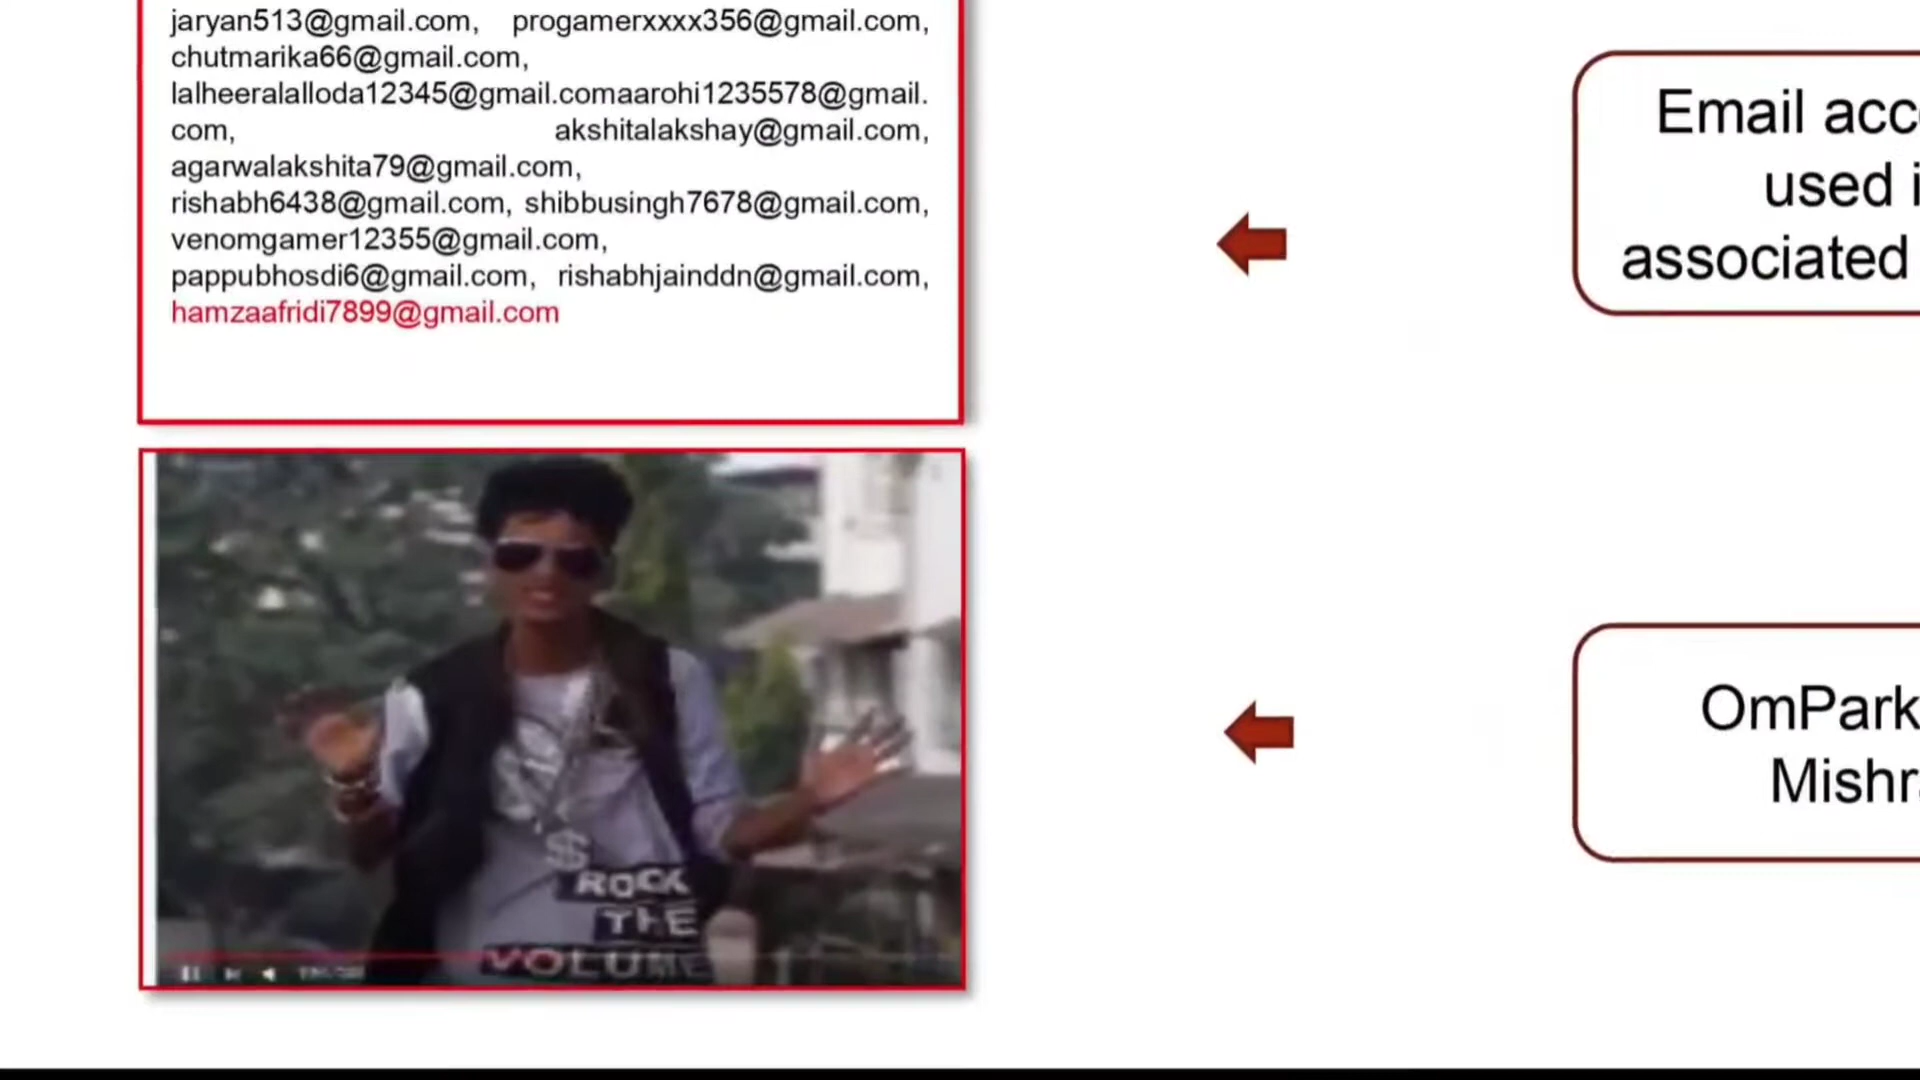 jaryan513@gmail.com, progamerxxxx356@gmail.com,
chutmarika66@gmail.com,
lalheeralalloda12345@gmail.comaarohi1235578@gmail.
com, akshitalakshay@gmail.com,
agarwalakshita79@gmail.com,
rishabh6438@gmail.com, shibbusingh7678@gmail.com,
venomgamer12355@gmail.com,
pappubhosdi6@gmail.com, rishabhjainddn@gmail.com,
hamzaafridi7899@gmail.com
Email acc
used i
associated
$
ROCK
THE
VOLUME
OmPark
Mishr